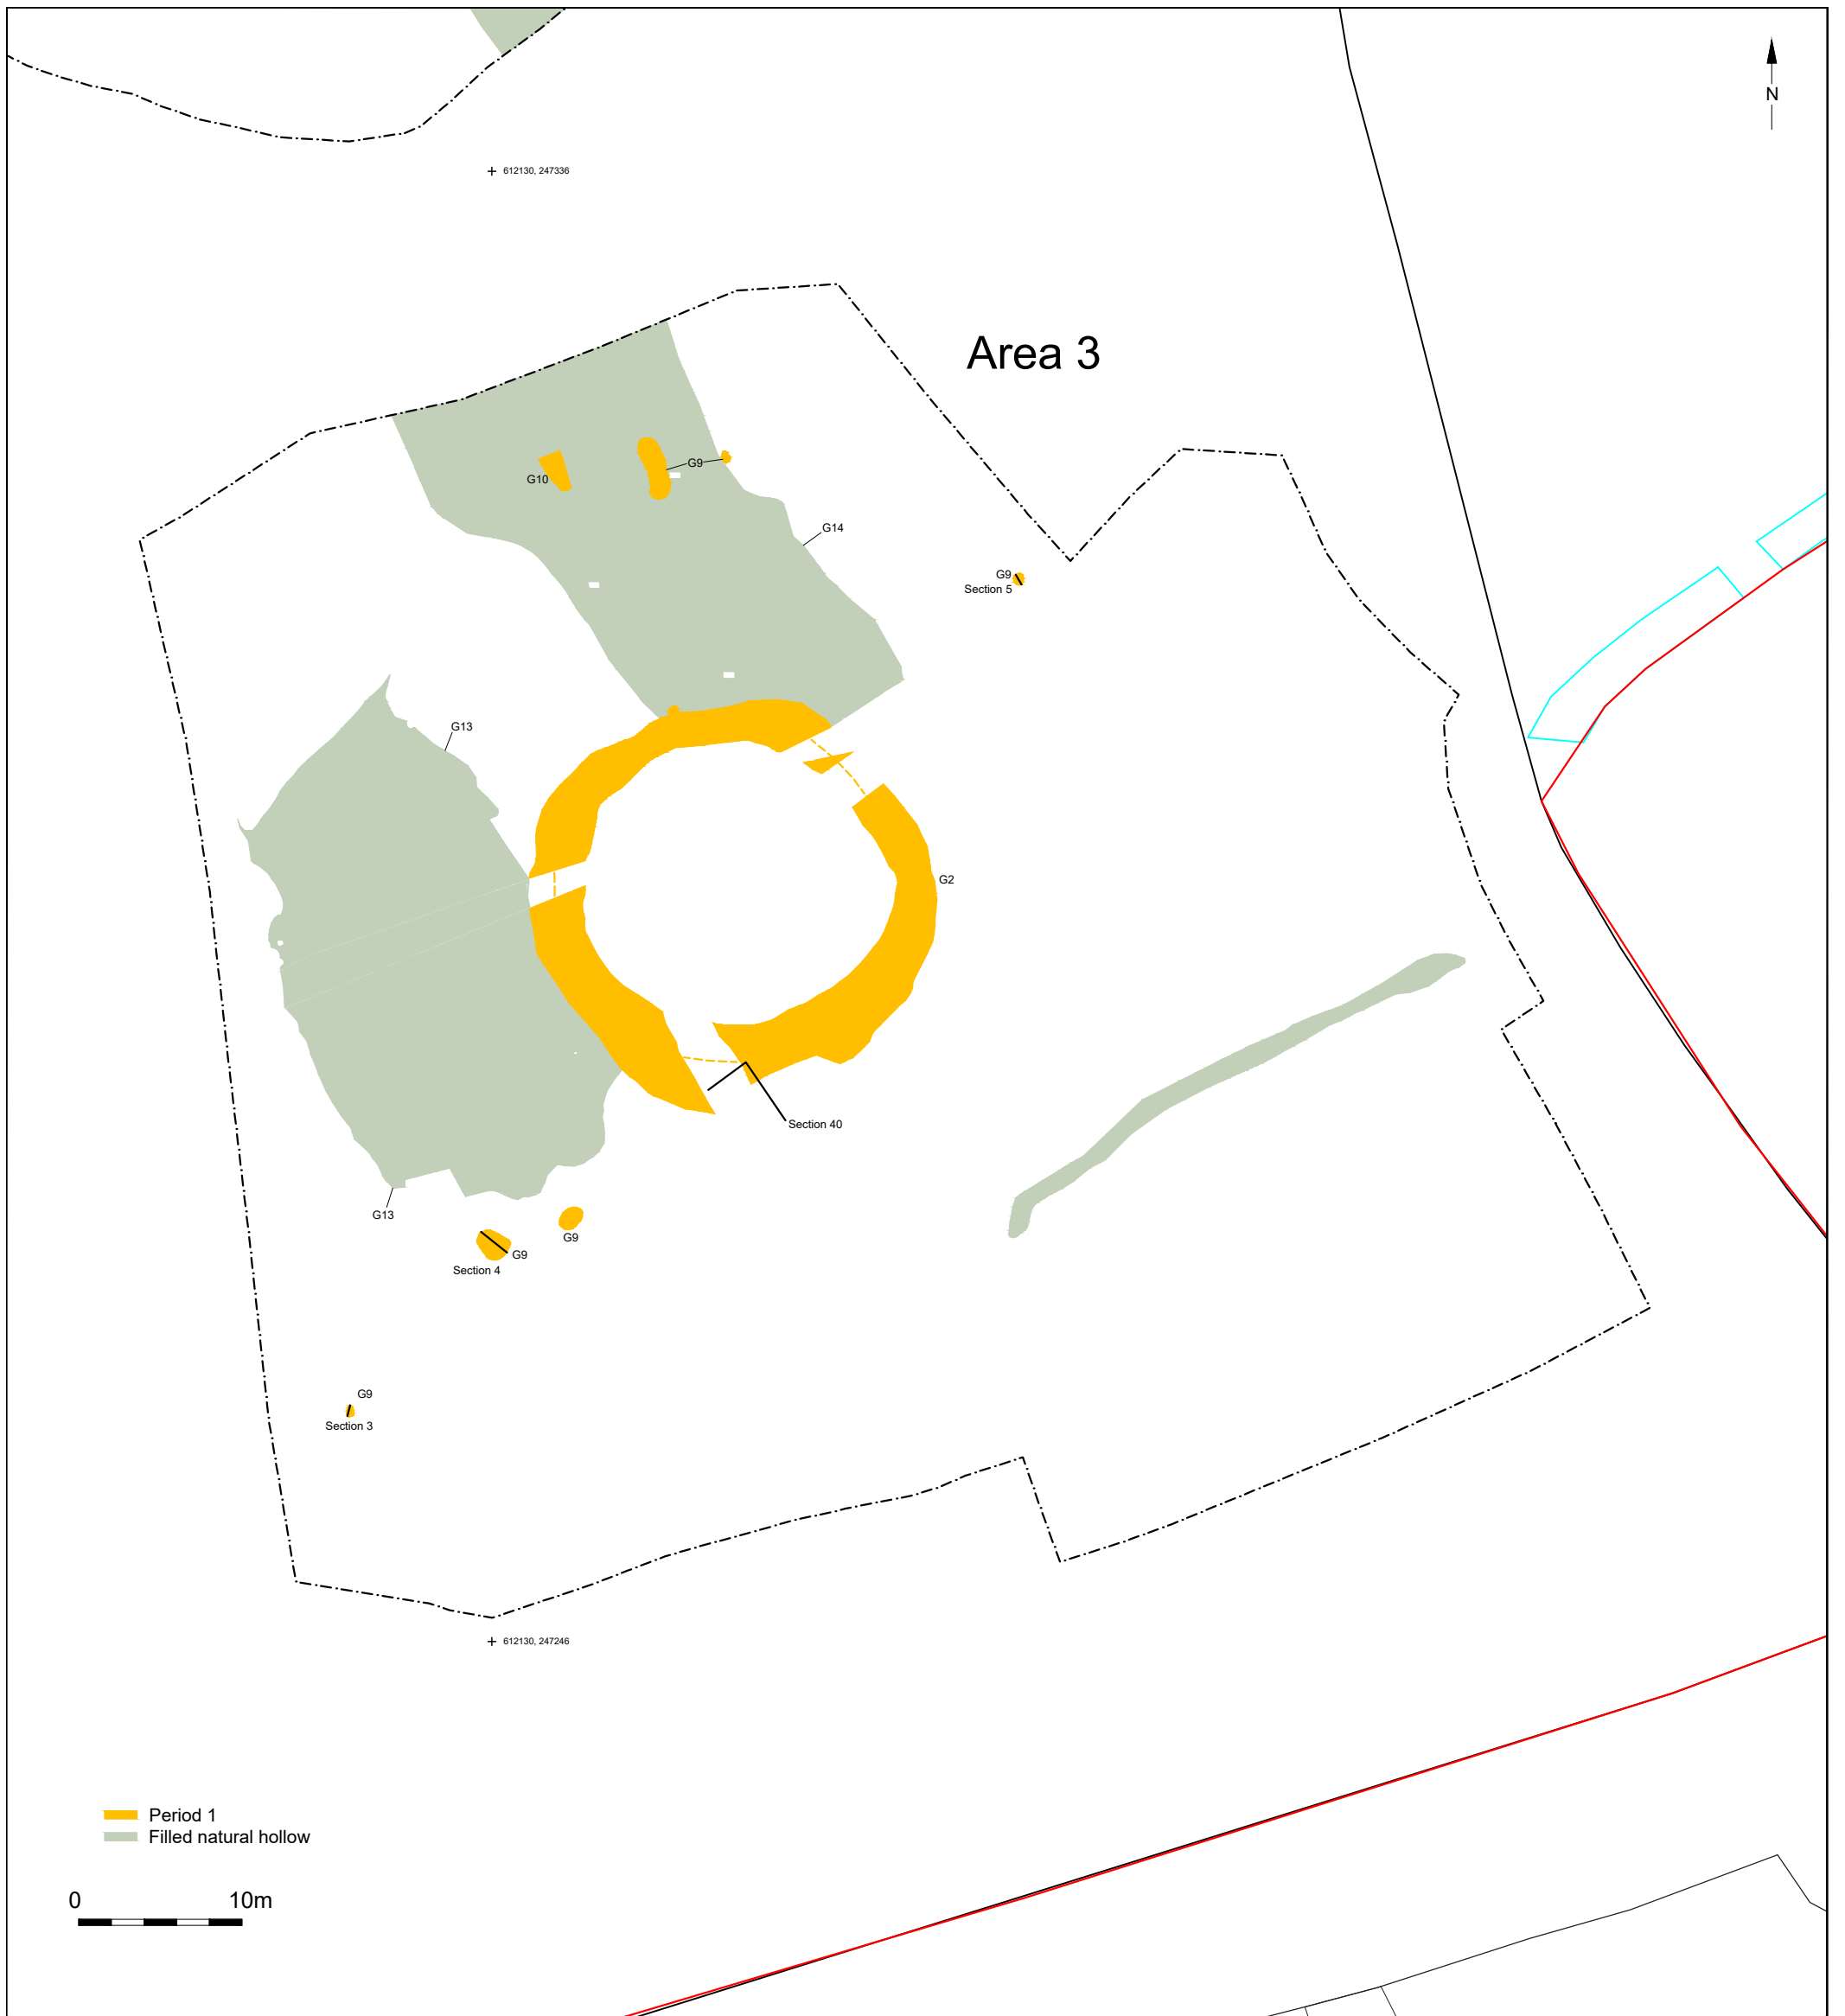 N
612130, 247336
Area 3
G9
G10
G14
G9
Section 5
G13
G2
Section 40
G13
G9
G9
Section 4
G9
Section 3
612130, 247246
Period 1
Filled natural hollow
0 10m